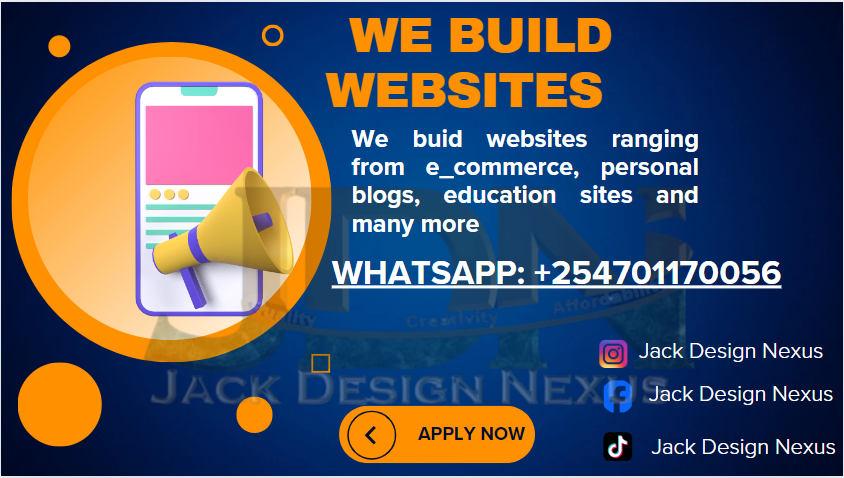 WE BUILD
WEBSITES
We buid websites ranging
from e_commerce, personal
blogs, education sites and
many more
WHATSAPP: +254701170056
Quality
Creativity
Affordability
JDN
Jack Design Nexus
Jack Design Nexus
Jack Design Nexus
JACK DESIGN NEXUS
APPLY NOW